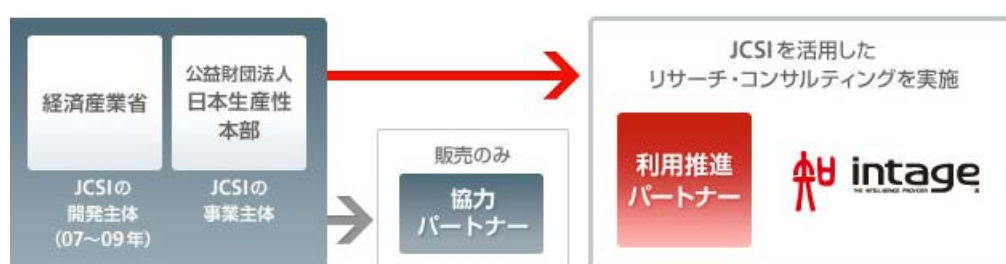 経済産業省
JCSIの
開発主体
(07〜09年)
公益財団法人
日本生産性
本部
JCSIの
事業主体
販売のみ
協力
パートナー
JCSIを活用した
リサーチ・コンサルティングを実施
利用推進
パートナー
intage
THE INTELLIGENCE PROVIDER